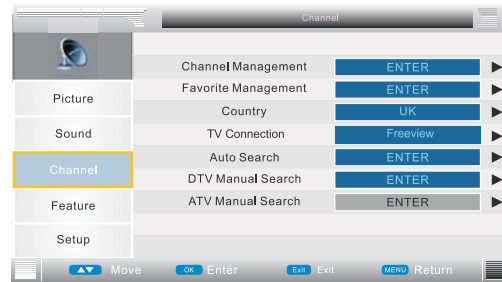 Channel
Channel Management ENTER
Favorite Management ENTER
Country UK
TV Connection Freeview
Auto Search ENTER
DTV Manual Search ENTER
ATV Manual Search ENTER
Picture
Sound
Channel
Feature
Setup
Move OK Enter Exit Exit MENU Return